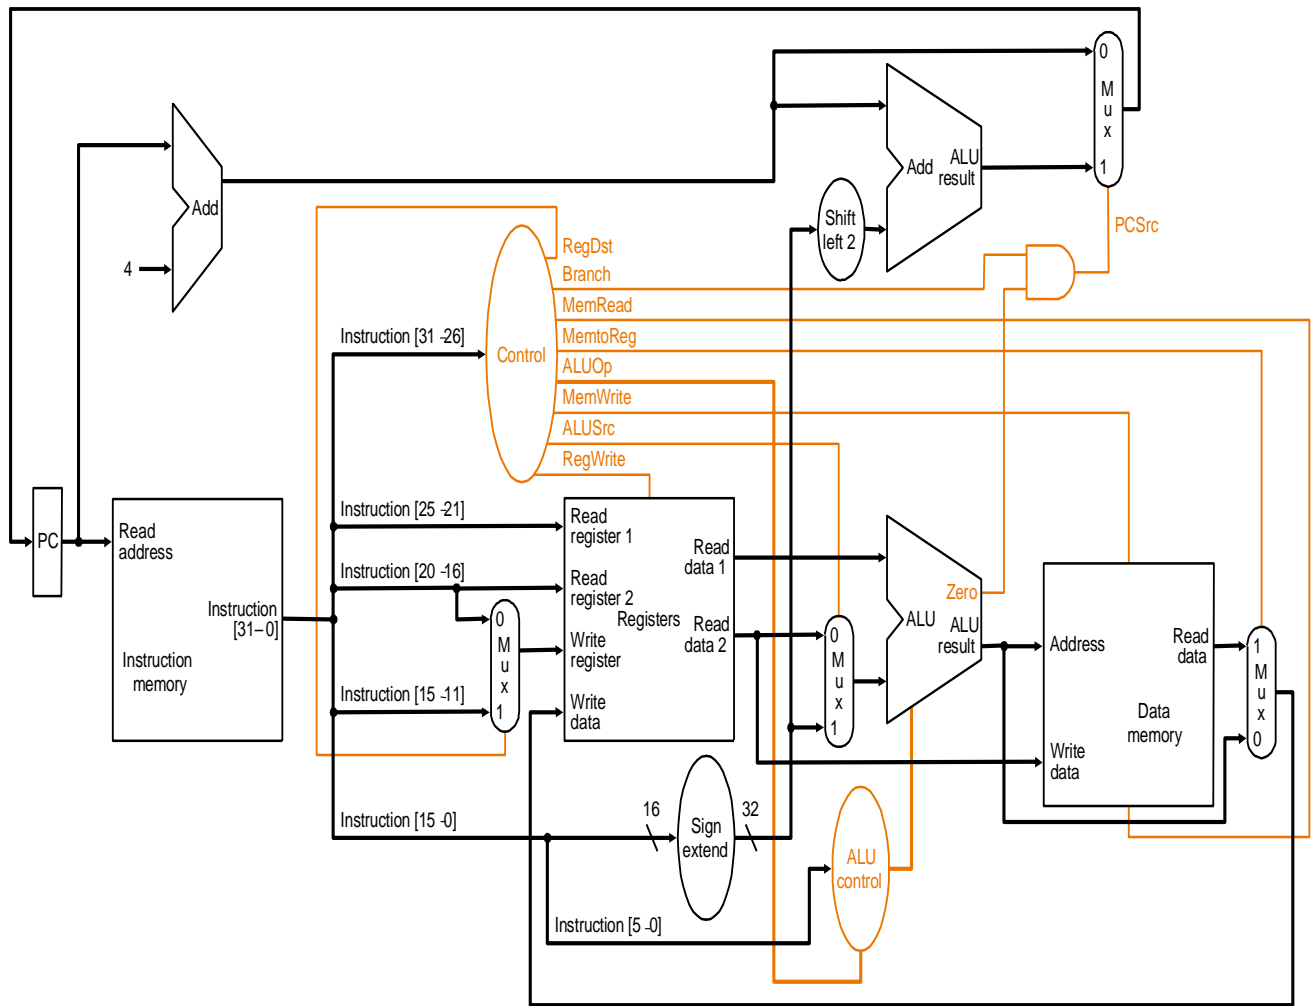 0
M
u
x
1
Add
ALU
result
Add
4
Shift
left 2
PCSrc
RegDst
Branch
MemRead
MemtoReg
ALUOp
MemWrite
ALUSrc
RegWrite
Control
Instruction [31–26]
Instruction [25–21]
Instruction [20–16]
Instruction [15–11]
Instruction [15–0]
Instruction [5–0]
PC
Read
address
Instruction
[31–0]
Instruction
memory
0
M
u
x
1
Read
register 1
Read
register 2
Write
register
Write
data
Registers
Read
data 1
Read
data 2
0
M
u
x
1
Zero
ALU
ALU
result
Address
Write
data
Read
data
Data
memory
1
M
u
x
0
16
Sign
extend
32
ALU
control